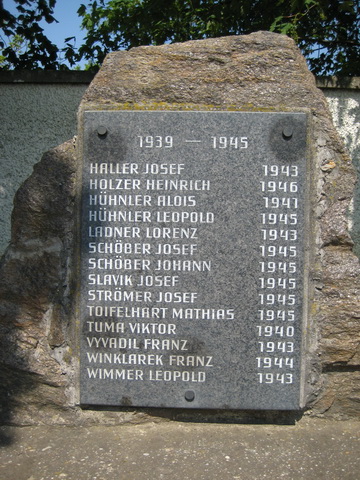 1939 — 1945
HALLER JOSEF 1943
HOLZER HEINRICH 1946
HÜHNLER ALOIS 1941
HÜHNLER LEOPOLD 1945
LADNER LORENZ 1943
SCHÖBER JOSEF 1945
SCHÖBER JOHANN 1945
SLAVIK JOSEF 1945
STRÖMER JOSEF 1945
TOIFELHART MATHIAS 1945
TUMA VIKTOR 1940
VYVADIL FRANZ 1943
WINKLAREK FRANZ 1944
WIMMER LEOPOLD 1943